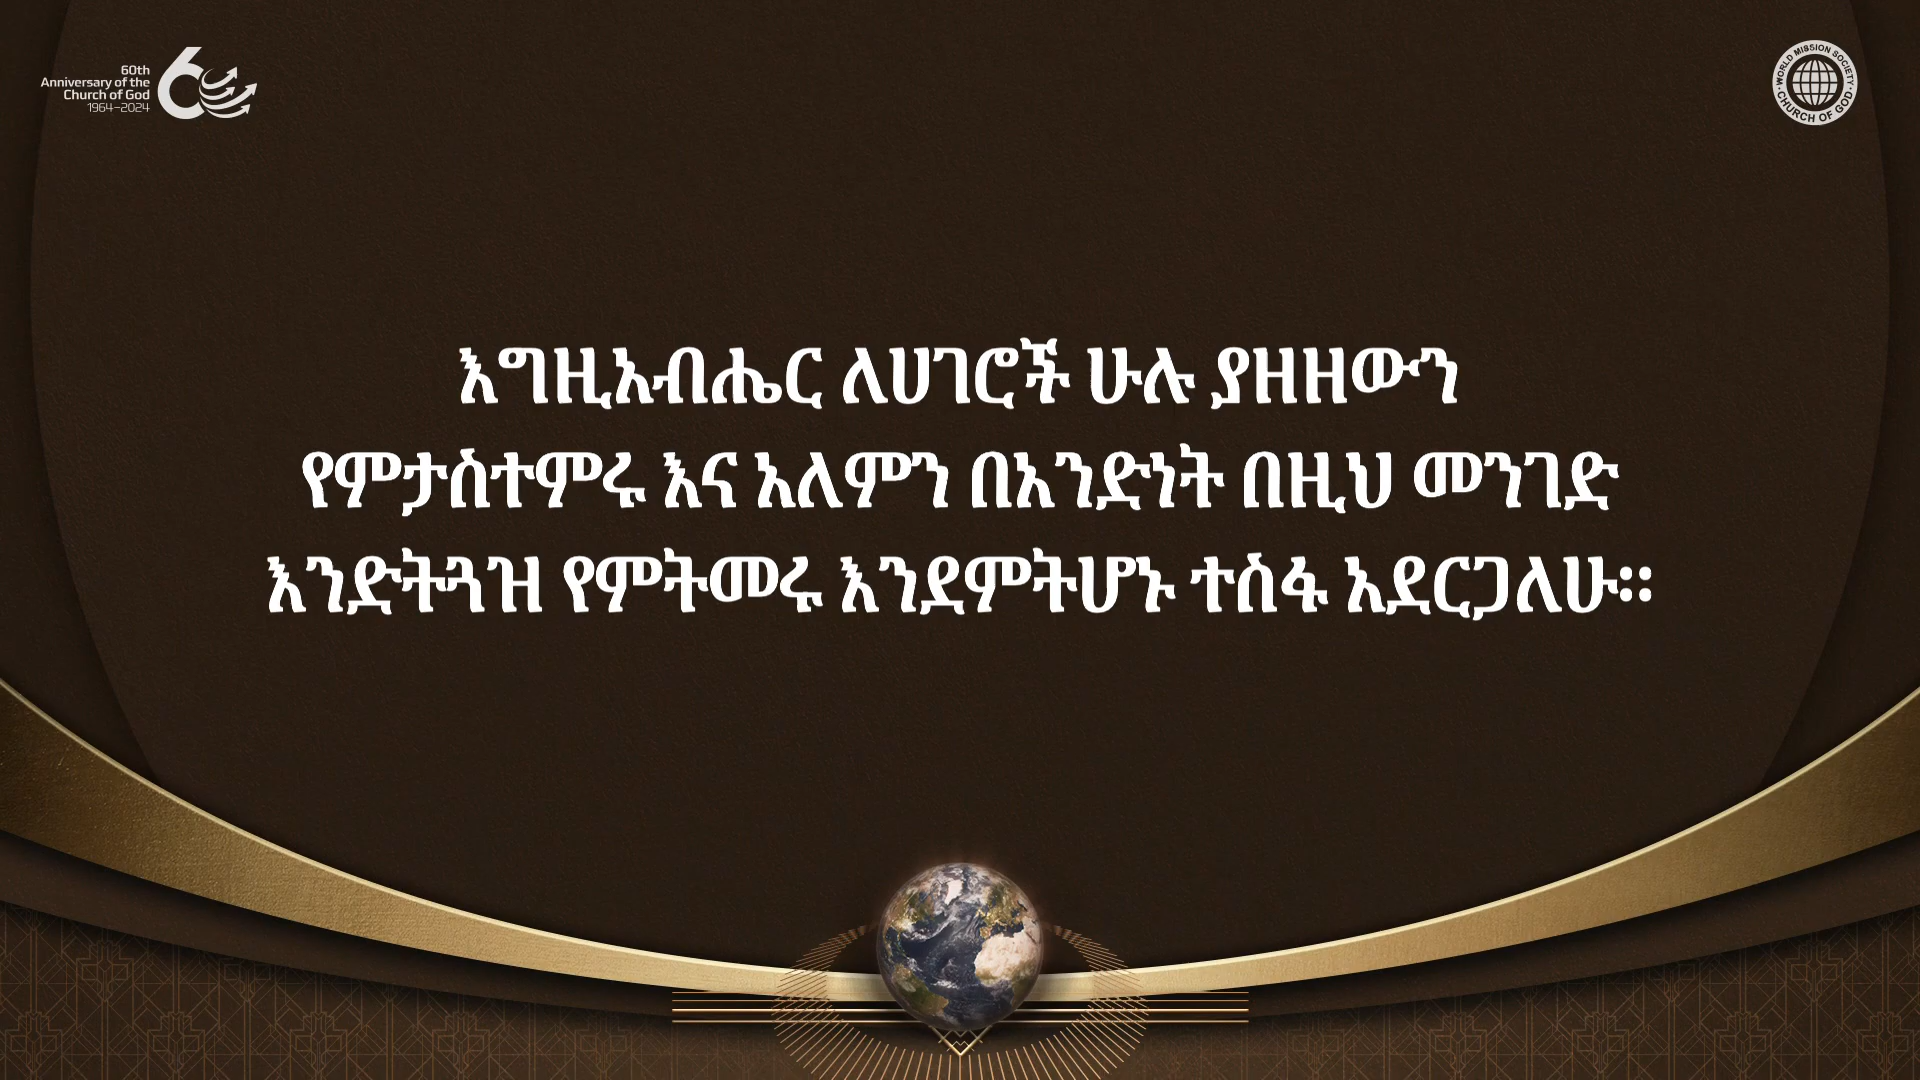 60th
Anniversary of the
Church of God
1964–2024
60
WORLD MISSION SOCIETY
CHURCH OF GOD
እግዚአብሔር ለሀገሮች ሁሉ ያዘዘውን
የምታስተምሩ እና አለምን በአንድነት በዚህ መንገድ
እንድትጓዝ የምትመሩ እንደምትሆኑ ተስፋ አደርጋለሁ።